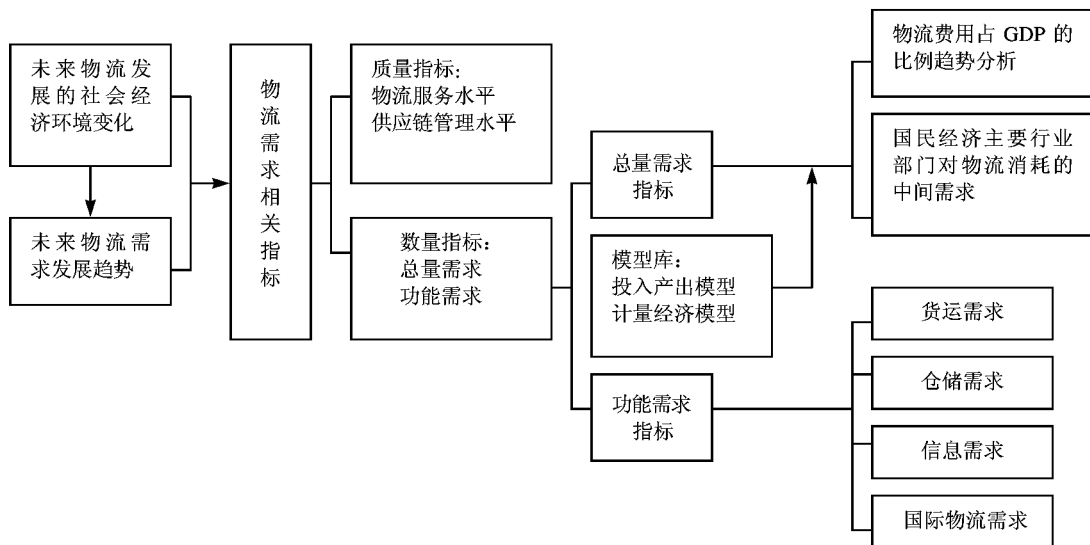 未来物流发
展的社会经
济环境变化
未来物流需
求发展趋势
物
流
需
求
相
关
指
标
质量指标：
物流服务水平
供应链管理水平
数量指标：
总量需求
功能需求
总量需求
指标
模型库：
投入产出模型
计量经济模型
功能需求
指标
物流费用占 GDP 的
比例趋势分析
国民经济主要行业
部门对物流消耗的
中间需求
货运需求
仓储需求
信息需求
国际物流需求